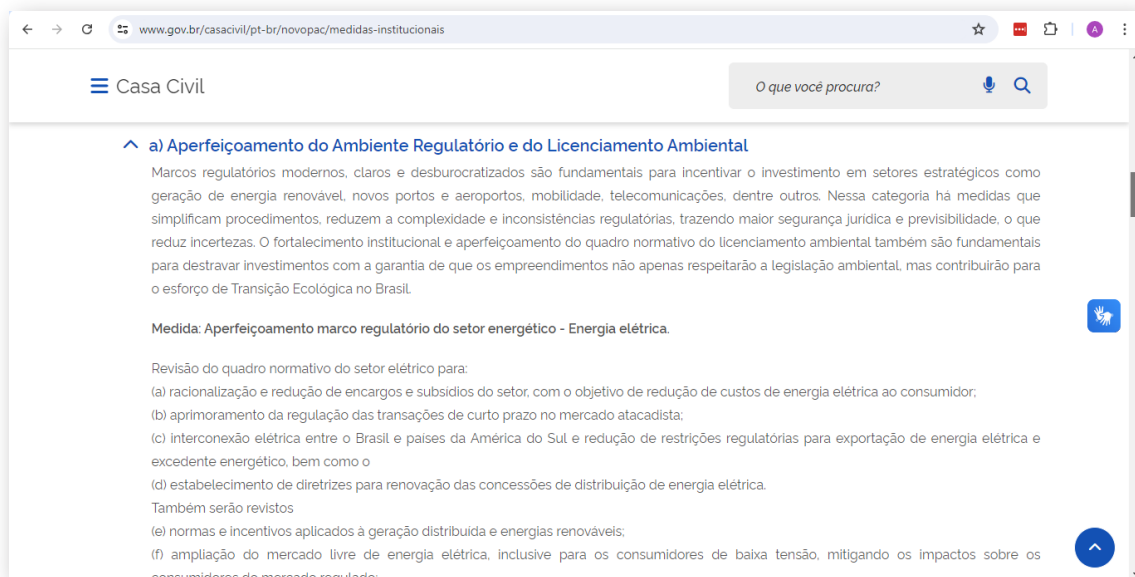 www.gov.br/casacivil/pt-br/novopac/medidas-institucionais
A
Casa Civil
O que você procura?
a) Aperfeiçoamento do Ambiente Regulatório e do Licenciamento Ambiental
Marcos regulatórios modernos, claros e desburocratizados são fundamentais para incentivar o investimento em setores estratégicos como
geração de energia renovável, novos portos e aeroportos, mobilidade, telecomunicações, dentre outros. Nessa categoria há medidas que
simplificam procedimentos, reduzem a complexidade e inconsistências regulatórias, trazendo maior segurança jurídica e previsibilidade, o que
reduz incertezas. O fortalecimento institucional e aperfeiçoamento do quadro normativo do licenciamento ambiental também são fundamentais
para destravar investimentos com a garantia de que os empreendimentos não apenas respeitarão a legislação ambiental, mas contribuirão para
o esforço de Transição Ecológica no Brasil.
Medida: Aperfeiçoamento marco regulatório do setor energético - Energia elétrica.
Revisão do quadro normativo do setor elétrico para:
(a) racionalização e redução de encargos e subsídios do setor, com o objetivo de redução de custos de energia elétrica ao consumidor;
(b) aprimoramento da regulação das transações de curto prazo no mercado atacadista;
(c) interconexão elétrica entre o Brasil e países da América do Sul e redução de restrições regulatórias para exportação de energia elétrica e
excedente energético, bem como o
(d) estabelecimento de diretrizes para renovação das concessões de distribuição de energia elétrica.
Também serão revistos
(e) normas e incentivos aplicados à geração distribuída e energias renováveis;
(f) ampliação do mercado livre de energia elétrica, inclusive para os consumidores de baixa tensão, mitigando os impactos sobre os
consumidores do mercado regulado;